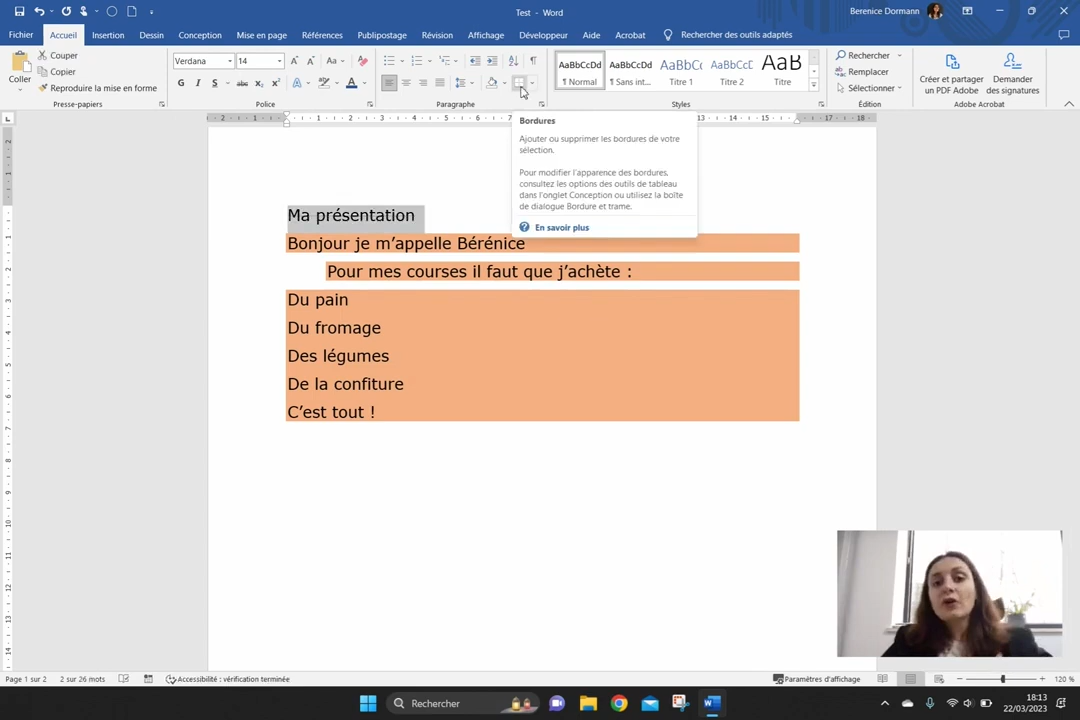 Test - Word
Berenice Dormann
Fichier Accueil Insertion Dessin Conception Mise en page Références Publipostage Révision Affichage Développeur Aide Acrobat Rechercher des outils adaptés
Coller
Couper
Copier
Reproduire la mise en forme
Presse-papiers
Verdana 14
Police
Paragraphe
AaBbCcDd AaBbCcDd AaBbC( AaBbCcC AaB
¶ Normal ¶ Sans int... Titre 1 Titre 2 Titre
Styles
Rechercher
Remplacer
Sélectionner
Édition
Créer et partager un PDF Adobe
Demander des signatures
Adobe Acrobat
Bordures
Ajouter ou supprimer les bordures de votre
sélection.
Pour modifier l'apparence des bordures,
consultez les options des outils de tableau
dans l'onglet Conception ou utilisez la boîte
de dialogue Bordure et trame.
En savoir plus
Ma présentation
Bonjour je m'appelle Bérénice
Pour mes courses il faut que j'achète :
Du pain
Du fromage
Des légumes
De la confiture
C'est tout !
Page 1 sur 2 2 sur 26 mots Accessibilité : vérification terminée Paramètres d'affichage 120 %
Rechercher
18:13
22/03/2023